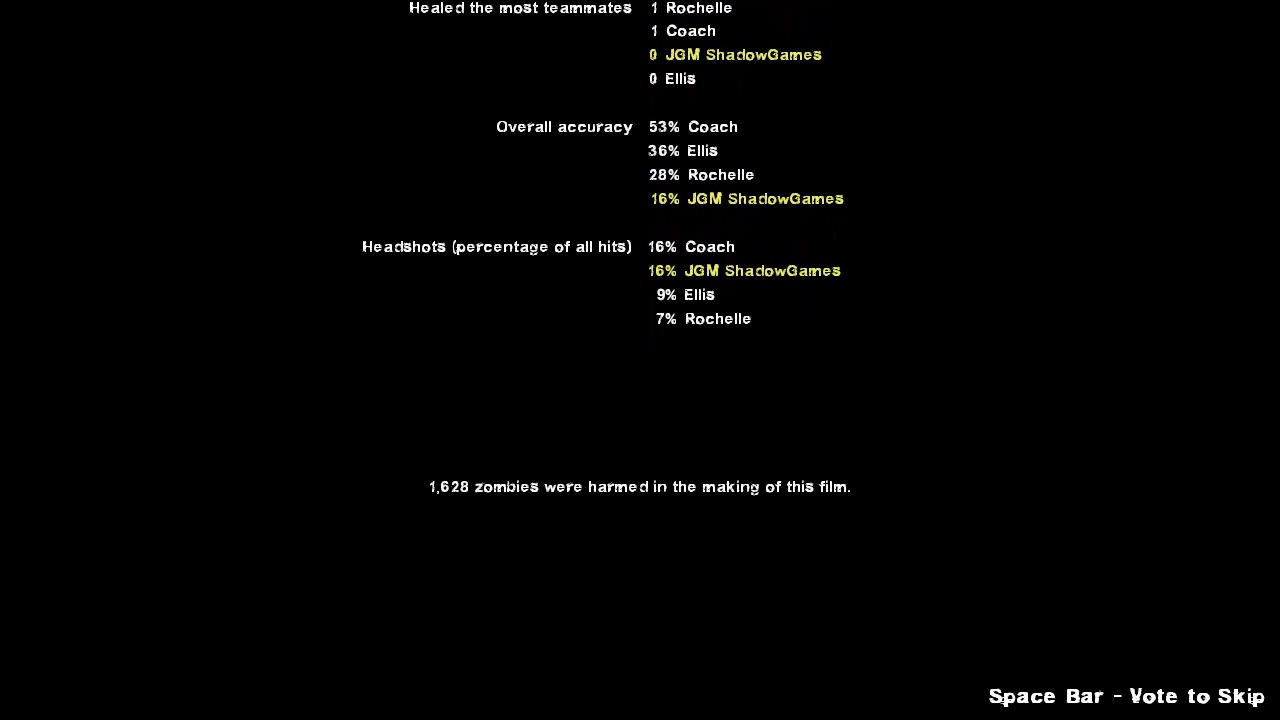 Healed the most teammates 1 Rochelle
1 Coach
0 JGM ShadowGames
0 Ellis
Overall accuracy 53% Coach
36% Ellis
28% Rochelle
16% JGM ShadowGames
Headshots (percentage of all hits) 16% Coach
16% JGM ShadowGames
9% Ellis
7% Rochelle
1,628 zombies were harmed in the making of this film.
Space Bar - Vote to Skip